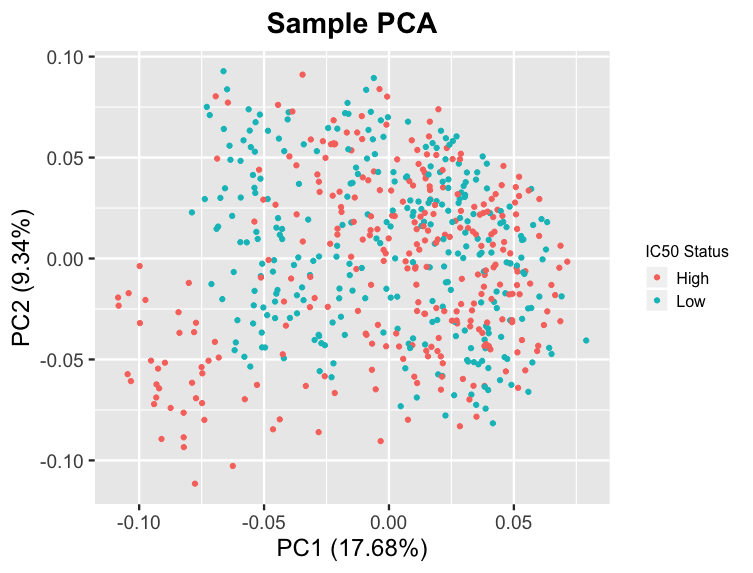 Sample PCA
0.10
0.05
0.00
-0.05
-0.10
PC2 (9.34%)
-0.10
-0.05
0.00
0.05
PC1 (17.68%)
IC50 Status
High
Low